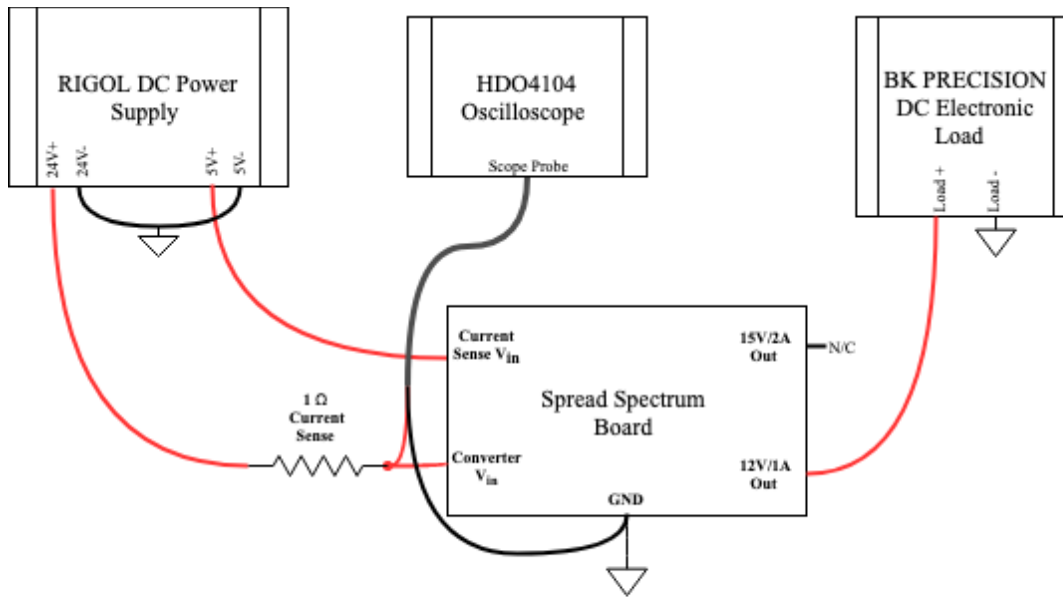 RIGOL DC Power
Supply
24V+
24V-
5V+
5V-
HDO4104
Oscilloscope
Scope Probe
BK PRECISION
DC Electronic
Load
Load +
Load -
Current
Sense Vin
15V/2A
Out
N/C
Spread Spectrum
Board
1 Ω
Current
Sense
Converter
Vin
12V/1A
Out
GND